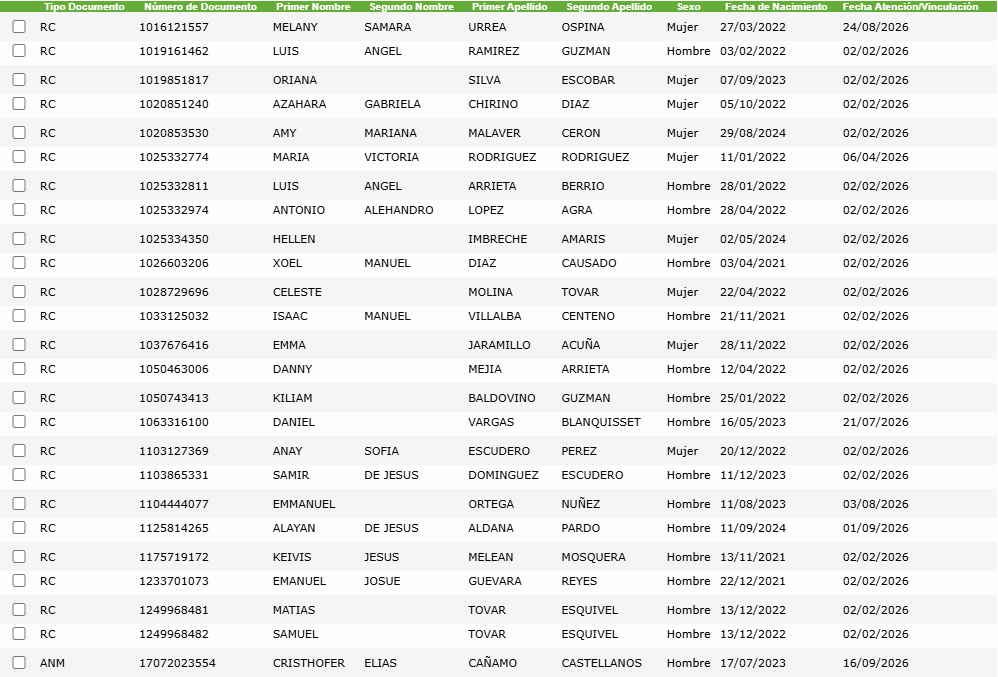 Tipo Documento Número de Documento Primer Nombre Segundo Nombre Primer Apellido Segundo Apellido Sexo Fecha de Nacimiento Fecha Atención/Vinculación
RC 1016121557 MELANY SAMARA URREA OSPINA Mujer 27/03/2022 24/08/2026
RC 1019161462 LUIS ANGEL RAMIREZ GUZMAN Hombre 03/02/2022 02/02/2026
RC 1019851817 ORIANA SILVA ESCOBAR Mujer 07/09/2023 02/02/2026
RC 1020851240 AZAHARA GABRIELA CHIRINO DIAZ Mujer 05/10/2022 02/02/2026
RC 1020853530 AMY MARIANA MALAVER CERON Mujer 29/08/2024 02/02/2026
RC 1025332774 MARIA VICTORIA RODRIGUEZ RODRIGUEZ Mujer 11/01/2022 06/04/2026
RC 1025332811 LUIS ANGEL ARRIETA BERRIO Hombre 28/01/2022 02/02/2026
RC 1025332974 ANTONIO ALEHANDRO LOPEZ AGRA Hombre 28/04/2022 02/02/2026
RC 1025334350 HELLEN IMBRECHE AMARIS Mujer 02/05/2024 02/02/2026
RC 1026603206 XOEL MANUEL DIAZ CAUSADO Hombre 03/04/2021 02/02/2026
RC 1028729696 CELESTE MOLINA TOVAR Mujer 22/04/2022 02/02/2026
RC 1033125032 ISAAC MANUEL VILLALBA CENTENO Hombre 21/11/2021 02/02/2026
RC 1037676416 EMMA JARAMILLO ACUÑA Mujer 28/11/2022 02/02/2026
RC 1050463006 DANNY MEJIA ARRIETA Hombre 12/04/2022 02/02/2026
RC 1050743413 KILIAM BALDOVINO GUZMAN Hombre 25/01/2022 02/02/2026
RC 1063316100 DANIEL VARGAS BLANQUISSET Hombre 16/05/2023 21/07/2026
RC 1103127369 ANAY SOFIA ESCUDERO PEREZ Mujer 20/12/2022 02/02/2026
RC 1103865331 SAMIR DE JESUS DOMINGUEZ ESCUDERO Hombre 11/12/2023 02/02/2026
RC 1104444077 EMMANUEL ORTEGA NUÑEZ Hombre 11/08/2023 03/08/2026
RC 1125814265 ALAYAN DE JESUS ALDANA PARDO Hombre 11/09/2024 01/09/2026
RC 1175719172 KEIVIS JESUS MELEAN MOSQUERA Hombre 13/11/2021 02/02/2026
RC 1233701073 EMANUEL JOSUE GUEVARA REYES Hombre 22/12/2021 02/02/2026
RC 1249968481 MATIAS TOVAR ESQUIVEL Hombre 13/12/2022 02/02/2026
RC 1249968482 SAMUEL TOVAR ESQUIVEL Hombre 13/12/2022 02/02/2026
ANM 17072023554 CRISTHOFER ELIAS CAÑAMO CASTELLANOS Hombre 17/07/2023 16/09/2026